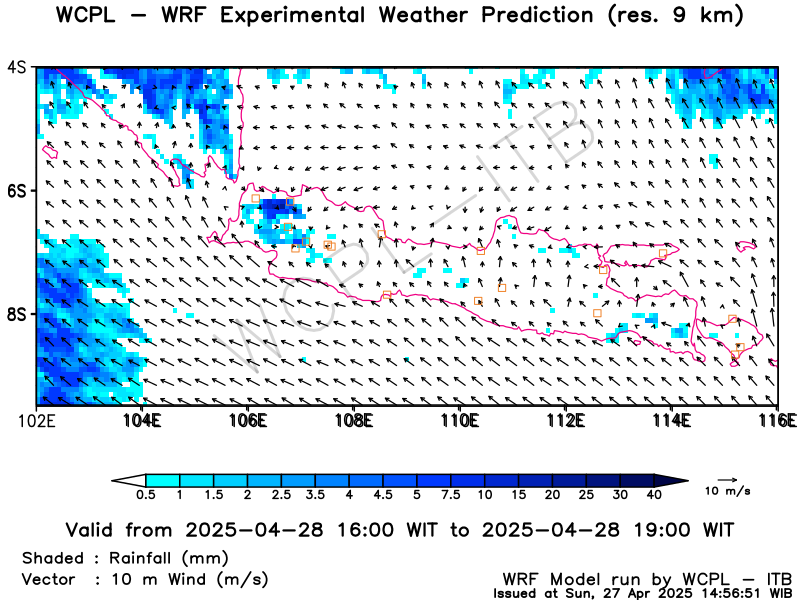 WCPL – WRF Experimental Weather Prediction (res. 9 km)
4S
6S
8S
102E 104E 106E 108E 110E 112E 114E 116E
WCPL–ITB
0.5 1 1.5 2 2.5 3.5 4 4.5 5 7.5 10 15 20 25 30 40
10 m/s
Valid from 2025-04-28 16:00 WIT to 2025-04-28 19:00 WIT
Shaded : Rainfall (mm)
Vector : 10 m Wind (m/s)
WRF Model run by WCPL – ITB
Issued at Sun, 27 Apr 2025 14:56:51 WIB